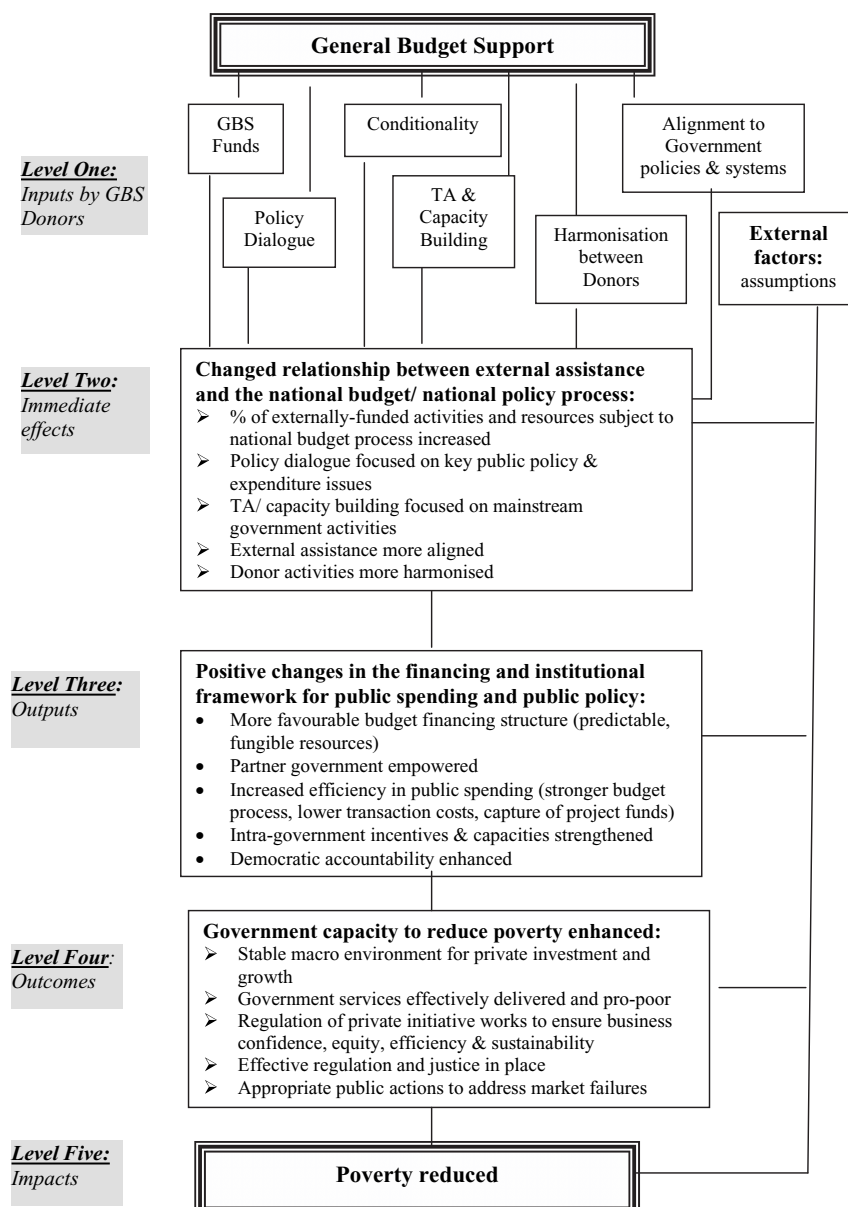 General Budget Support
GBS
Funds
Conditionality
Alignment to
Government
policies & systems
Level One:
Inputs by GBS
Donors
Policy
Dialogue
TA &
Capacity
Building
Harmonisation
between
Donors
External
factors:
assumptions
Level Two:
Immediate
effects
Changed relationship between external assistance
and the national budget/ national policy process:
➢ % of externally-funded activities and resources subject to
national budget process increased
➢ Policy dialogue focused on key public policy &
expenditure issues
➢ TA/ capacity building focused on mainstream
government activities
➢ External assistance more aligned
➢ Donor activities more harmonised
Level Three:
Outputs
Positive changes in the financing and institutional
framework for public spending and public policy:
• More favourable budget financing structure (predictable,
fungible resources)
• Partner government empowered
• Increased efficiency in public spending (stronger budget
process, lower transaction costs, capture of project funds)
• Intra-government incentives & capacities strengthened
• Democratic accountability enhanced
Level Four:
Outcomes
Government capacity to reduce poverty enhanced:
➢ Stable macro environment for private investment and
growth
➢ Government services effectively delivered and pro-poor
➢ Regulation of private initiative works to ensure business
confidence, equity, efficiency & sustainability
➢ Effective regulation and justice in place
➢ Appropriate public actions to address market failures
Level Five:
Impacts
Poverty reduced